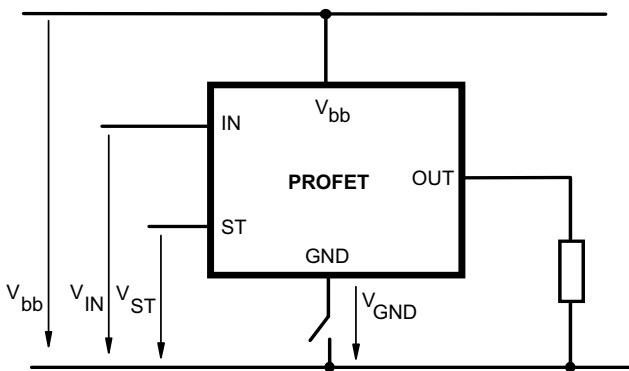 V_bb
IN
PROFET
OUT
ST
GND
V_bb
V_IN
V_ST
V_GND